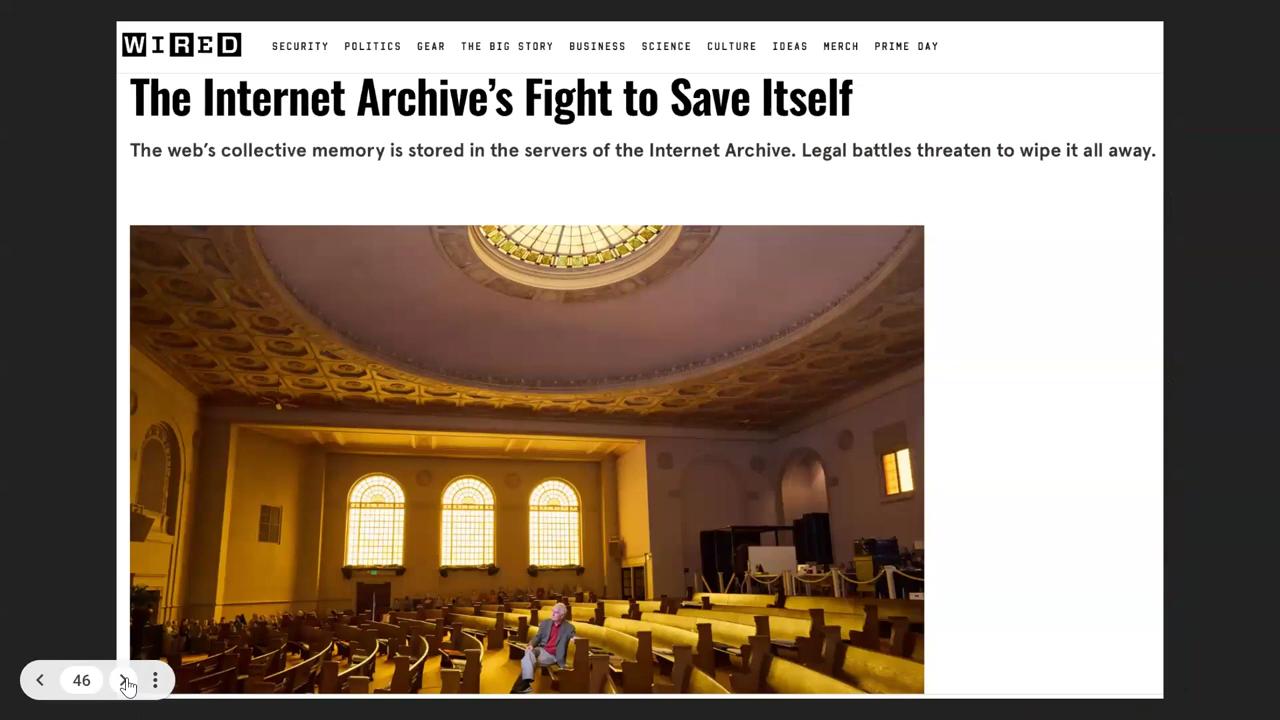 WIRED
SECURITY POLITICS GEAR THE BIG STORY BUSINESS SCIENCE CULTURE IDEAS MERCH PRIME DAY
The Internet Archive’s Fight to Save Itself
The web’s collective memory is stored in the servers of the Internet Archive. Legal battles threaten to wipe it all away.
46